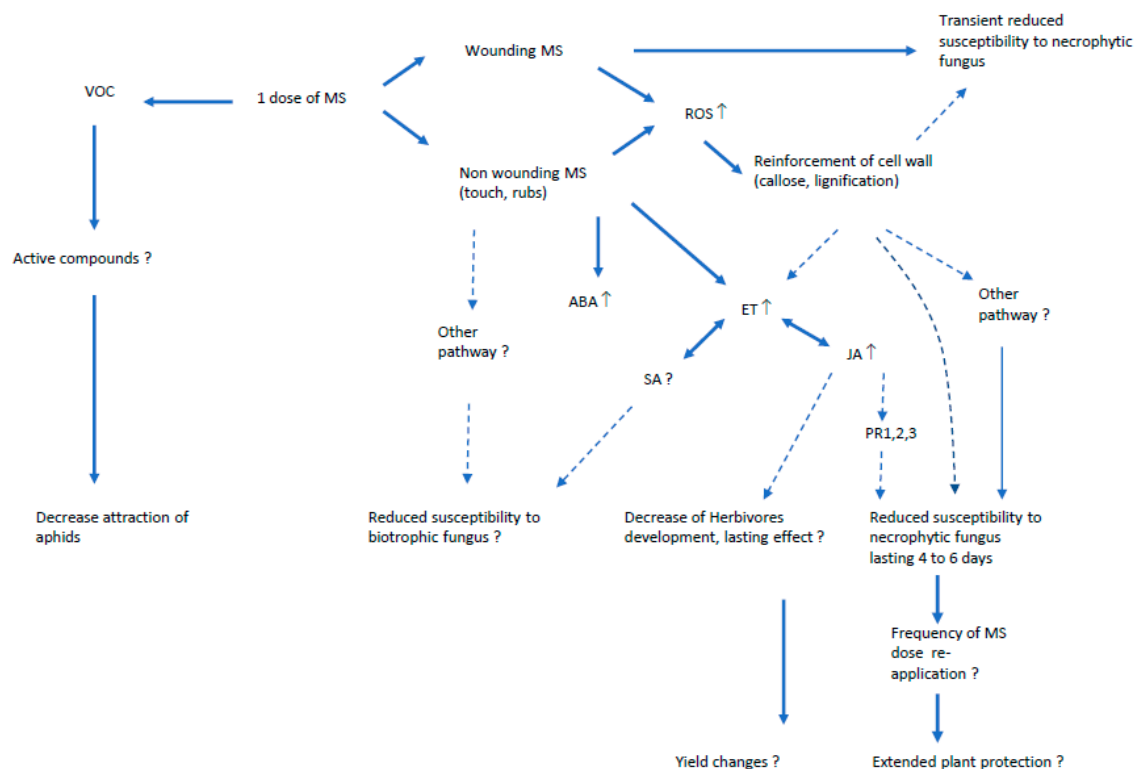 Transient reduced
susceptibility to necrophytic
fungus
Wounding MS
VOC
1 dose of MS
ROS ↑
Non wounding MS
(touch, rubs)
Reinforcement of cell wall
(callose, lignification)
Active compounds ?
ABA ↑
ET ↑
Other
pathway ?
Other
pathway ?
SA ?
JA ↑
PR1,2,3
Decrease attraction of
aphids
Reduced susceptibility to
biotrophic fungus ?
Decrease of Herbivores
development, lasting effect ?
Reduced susceptibility to
necrophytic fungus
lasting 4 to 6 days
Frequency of MS
dose re-
application ?
Yield changes ?
Extended plant protection ?